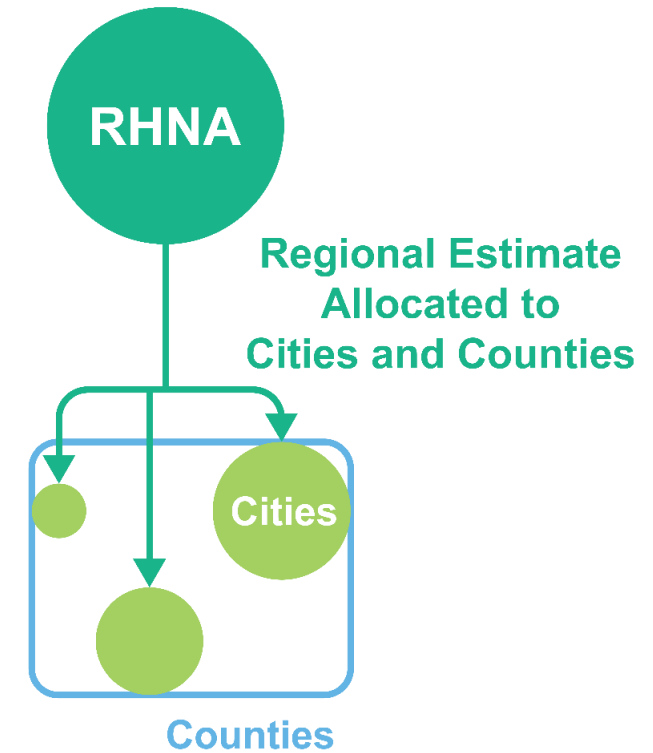 RHNA
Regional Estimate
Allocated to
Cities and Counties
Cities
Counties